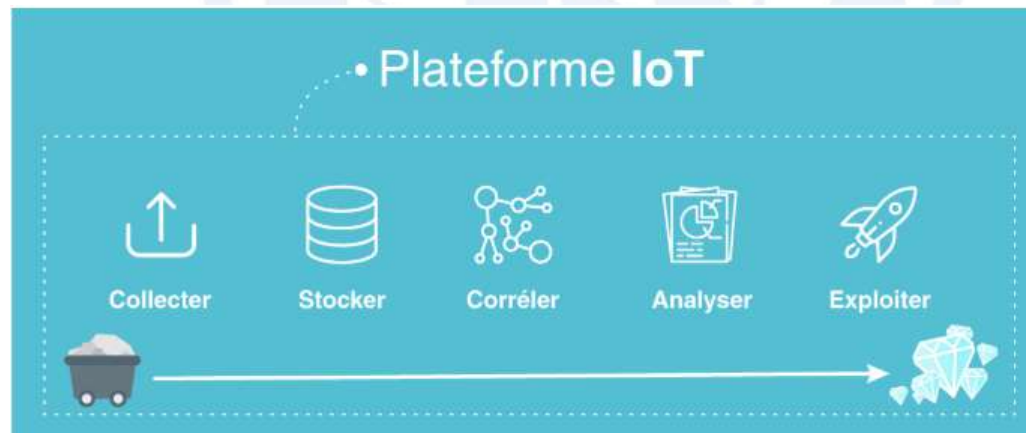 • Plateforme IoT
Collecter Stocker Corréler Analyser Exploiter